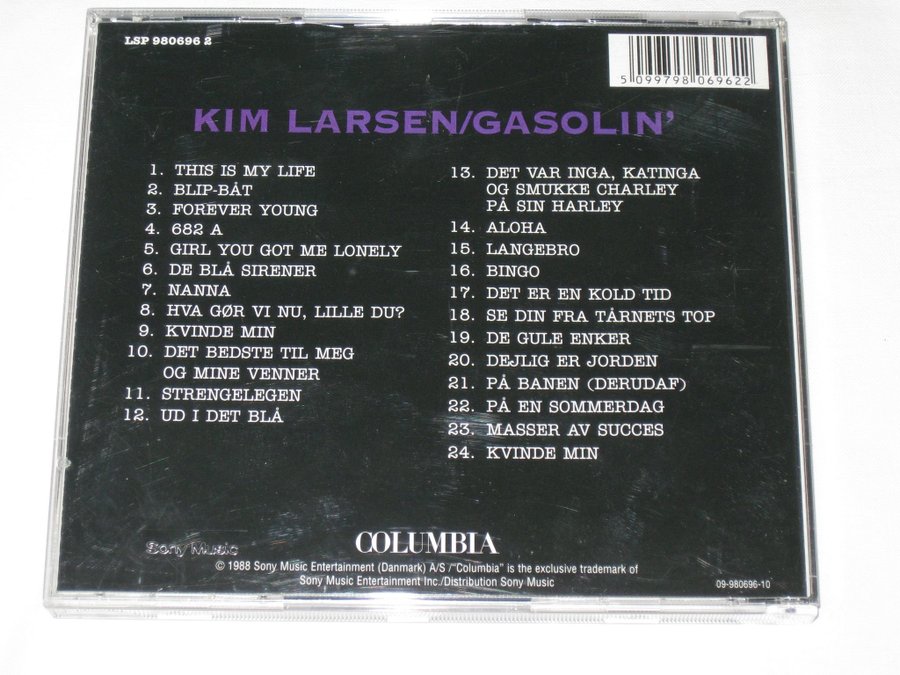 LSP 980696 2
5 099798 069622
KIM LARSEN/GASOLIN'
1. THIS IS MY LIFE
2. BLIP-BÅT
3. FOREVER YOUNG
4. 682 A
5. GIRL YOU GOT ME LONELY
6. DE BLÅ SIRENER
7. NANNA
8. HVA GØR VI NU, LILLE DU?
9. KVINDE MIN
10. DET BEDSTE TIL MEG
OG MINE VENNER
11. STRENGELEGEN
12. UD I DET BLÅ
13. DET VAR INGA, KATINGA
OG SMUKKE CHARLEY
PÅ SIN HARLEY
14. ALOHA
15. LANGEBRO
16. BINGO
17. DET ER EN KOLD TID
18. SE DIN FRA TÅRNETS TOP
19. DE GULE ENKER
20. DEJLIG ER JORDEN
21. PÅ BANEN (DERUDAF)
22. PÅ EN SOMMERDAG
23. MASSER AV SUCCES
24. KVINDE MIN
Sony Music
COLUMBIA
© 1988 Sony Music Entertainment (Danmark) A/S /"Columbia" is the exclusive trademark of
Sony Music Entertainment Inc./Distribution Sony Music
09-980696-10